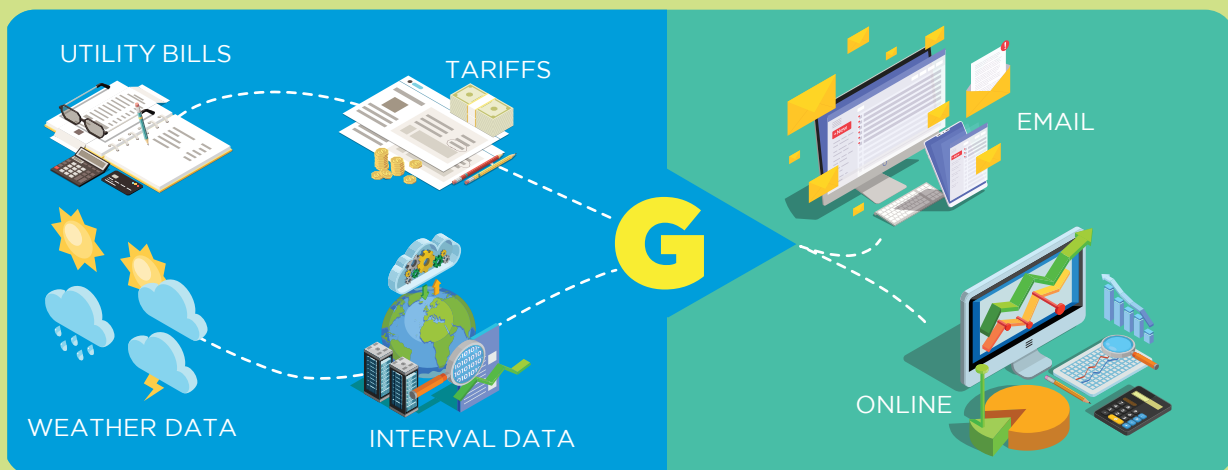 UTILITY BILLS
TARIFFS
WEATHER DATA
INTERVAL DATA
G
EMAIL
ONLINE